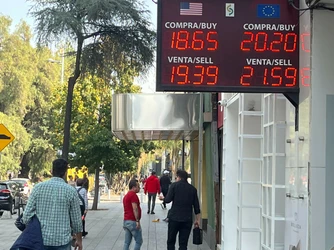 COMPRA/BUY COMPRA/BUY
18.65 20.20
VENTA/SELL VENTA/SELL
19.39 21.59